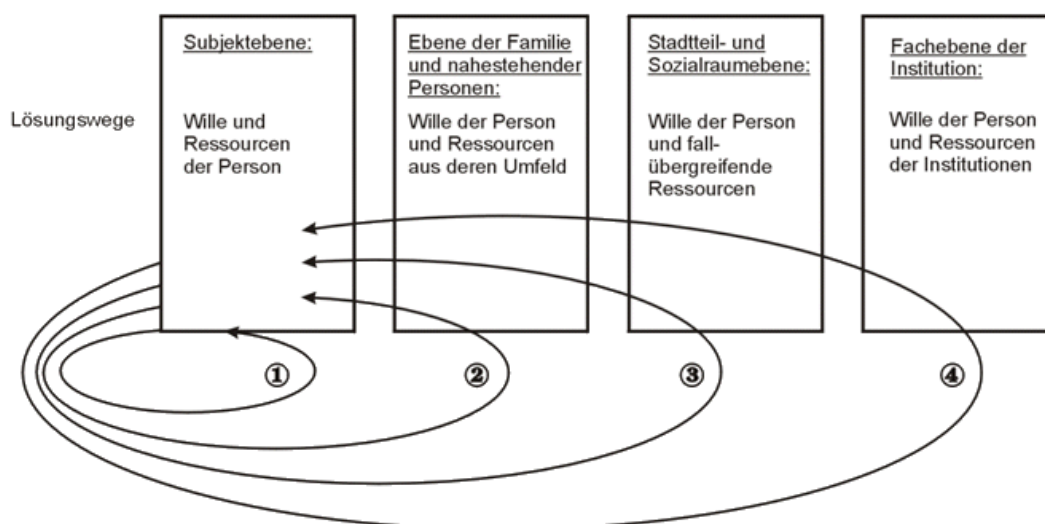 Lösungswege
Subjektebene:
Wille und
Ressourcen
der Person
Ebene der Familie
und nahestehender
Personen:
Wille der Person
und Ressourcen
aus deren Umfeld
Stadtteil- und
Sozialraumebene:
Wille der Person
und fall-
übergreifende
Ressourcen
Fachebene der
Institution:
Wille der Person
und Ressourcen
der Institutionen
①
②
③
④